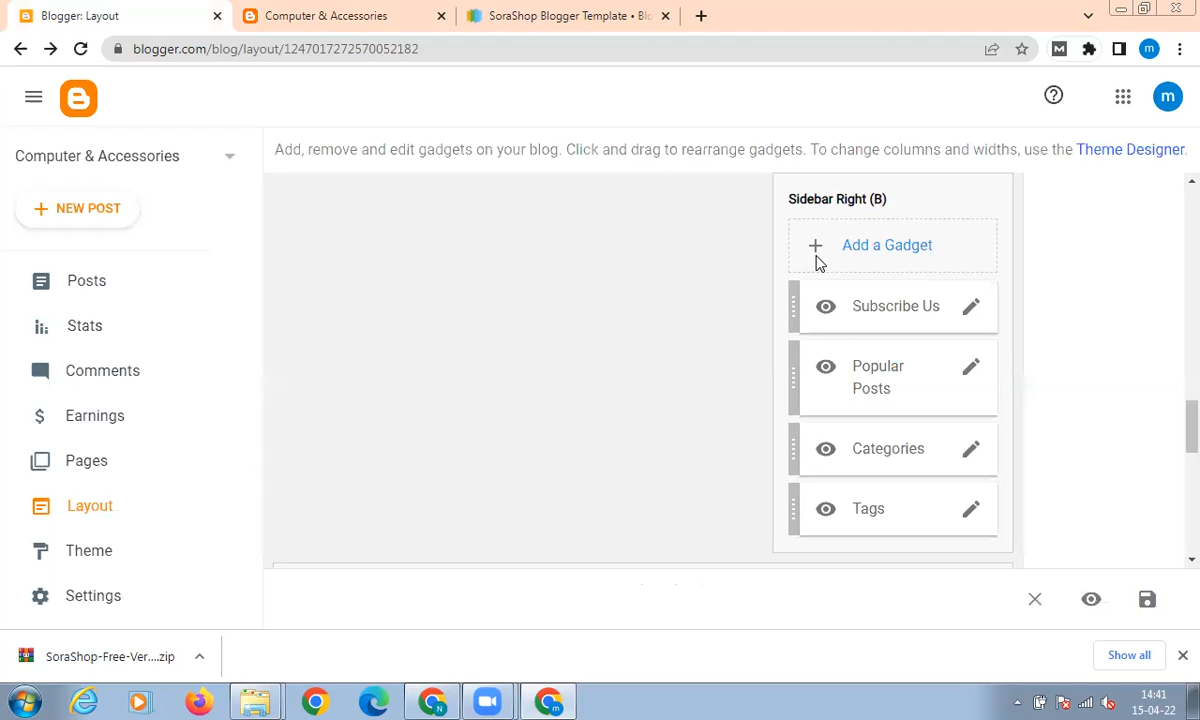 Blogger: Layout
Computer & Accessories
SoraShop Blogger Template • Blo
blogger.com/blog/layout/1247017272570052182
M
m
m
Computer & Accessories
Add, remove and edit gadgets on your blog. Click and drag to rearrange gadgets. To change columns and widths, use the Theme Designer.
NEW POST
Posts
Stats
Comments
Earnings
Pages
Layout
Theme
Settings
Sidebar Right (B)
Add a Gadget
Subscribe Us
Popular
Posts
Categories
Tags
SoraShop-Free-Ver....zip
Show all
N
m
14:41
15-04-22